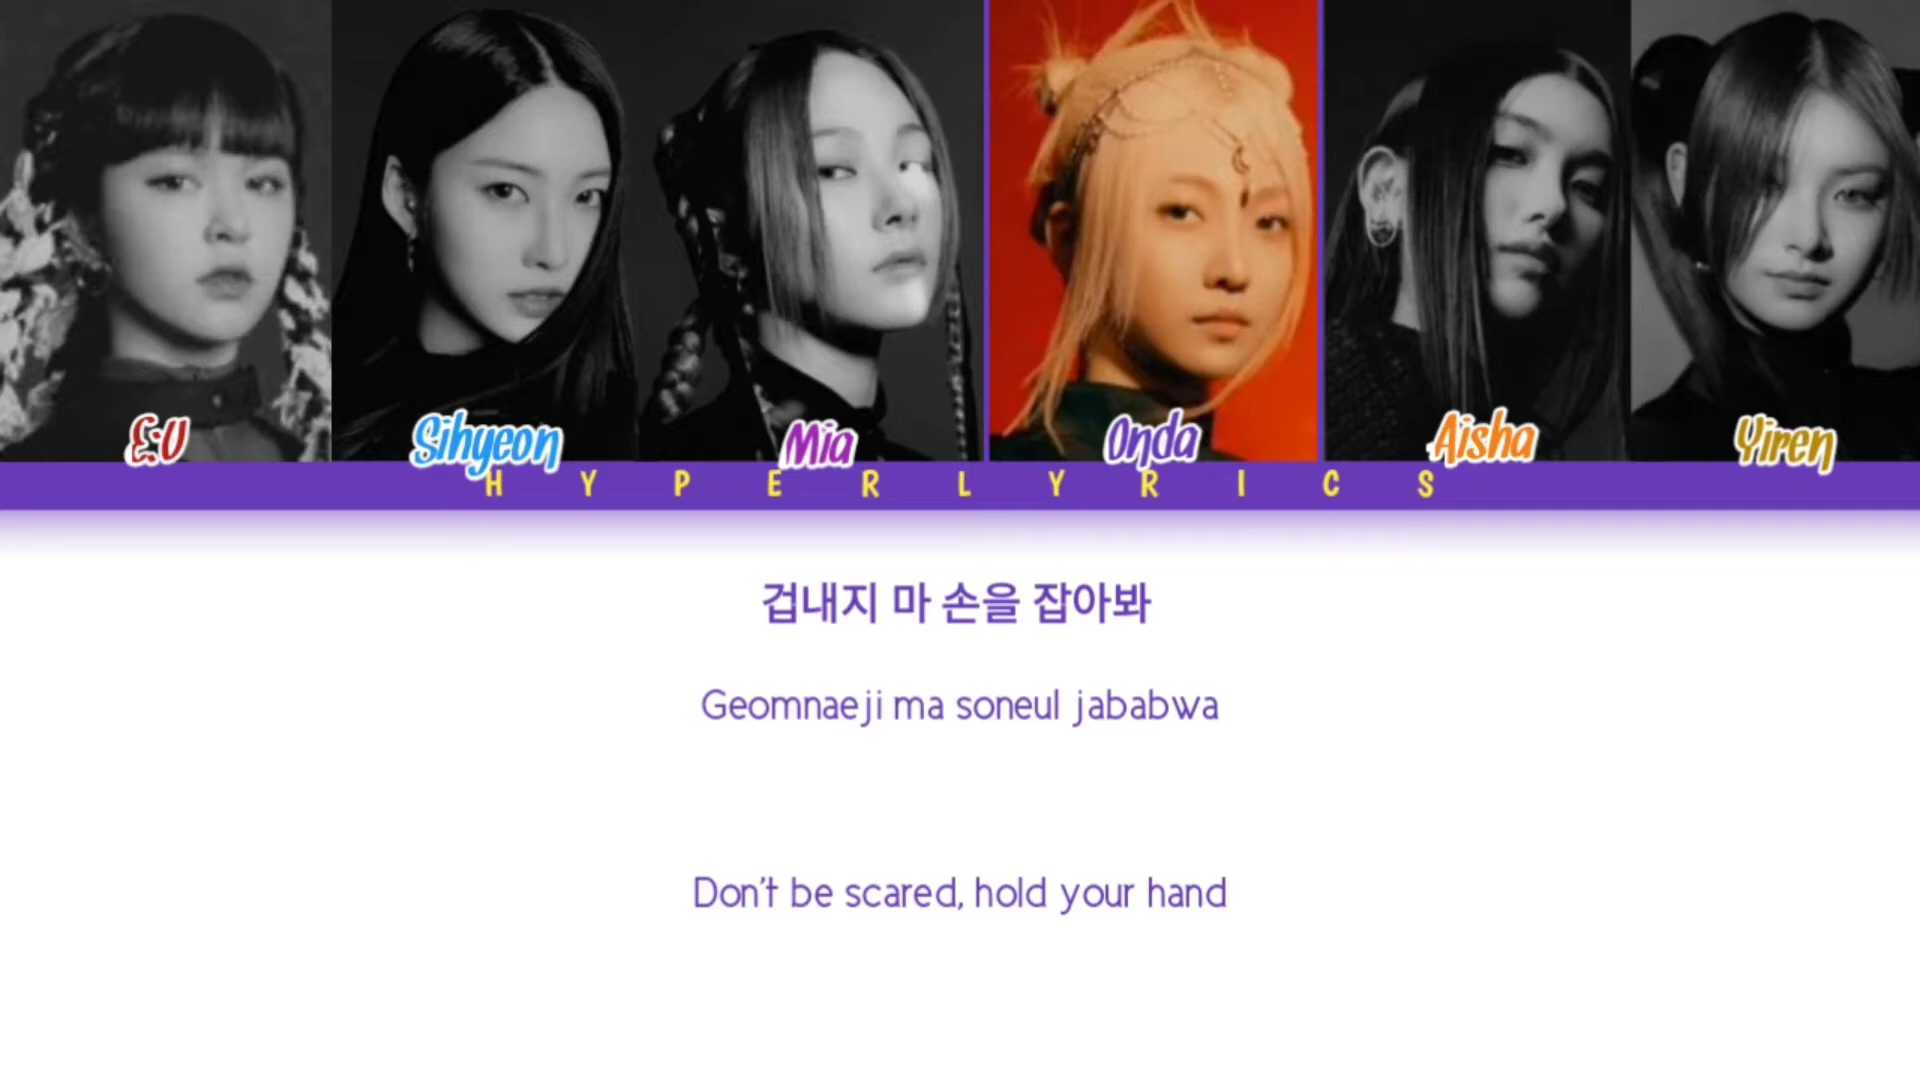 E:U Sihyeon Mia Onda Aisha Yiren
HYPERLYRICS
겁내지 마 손을 잡아봐
Geomnaeji ma soneul jababwa
Don't be scared, hold your hand